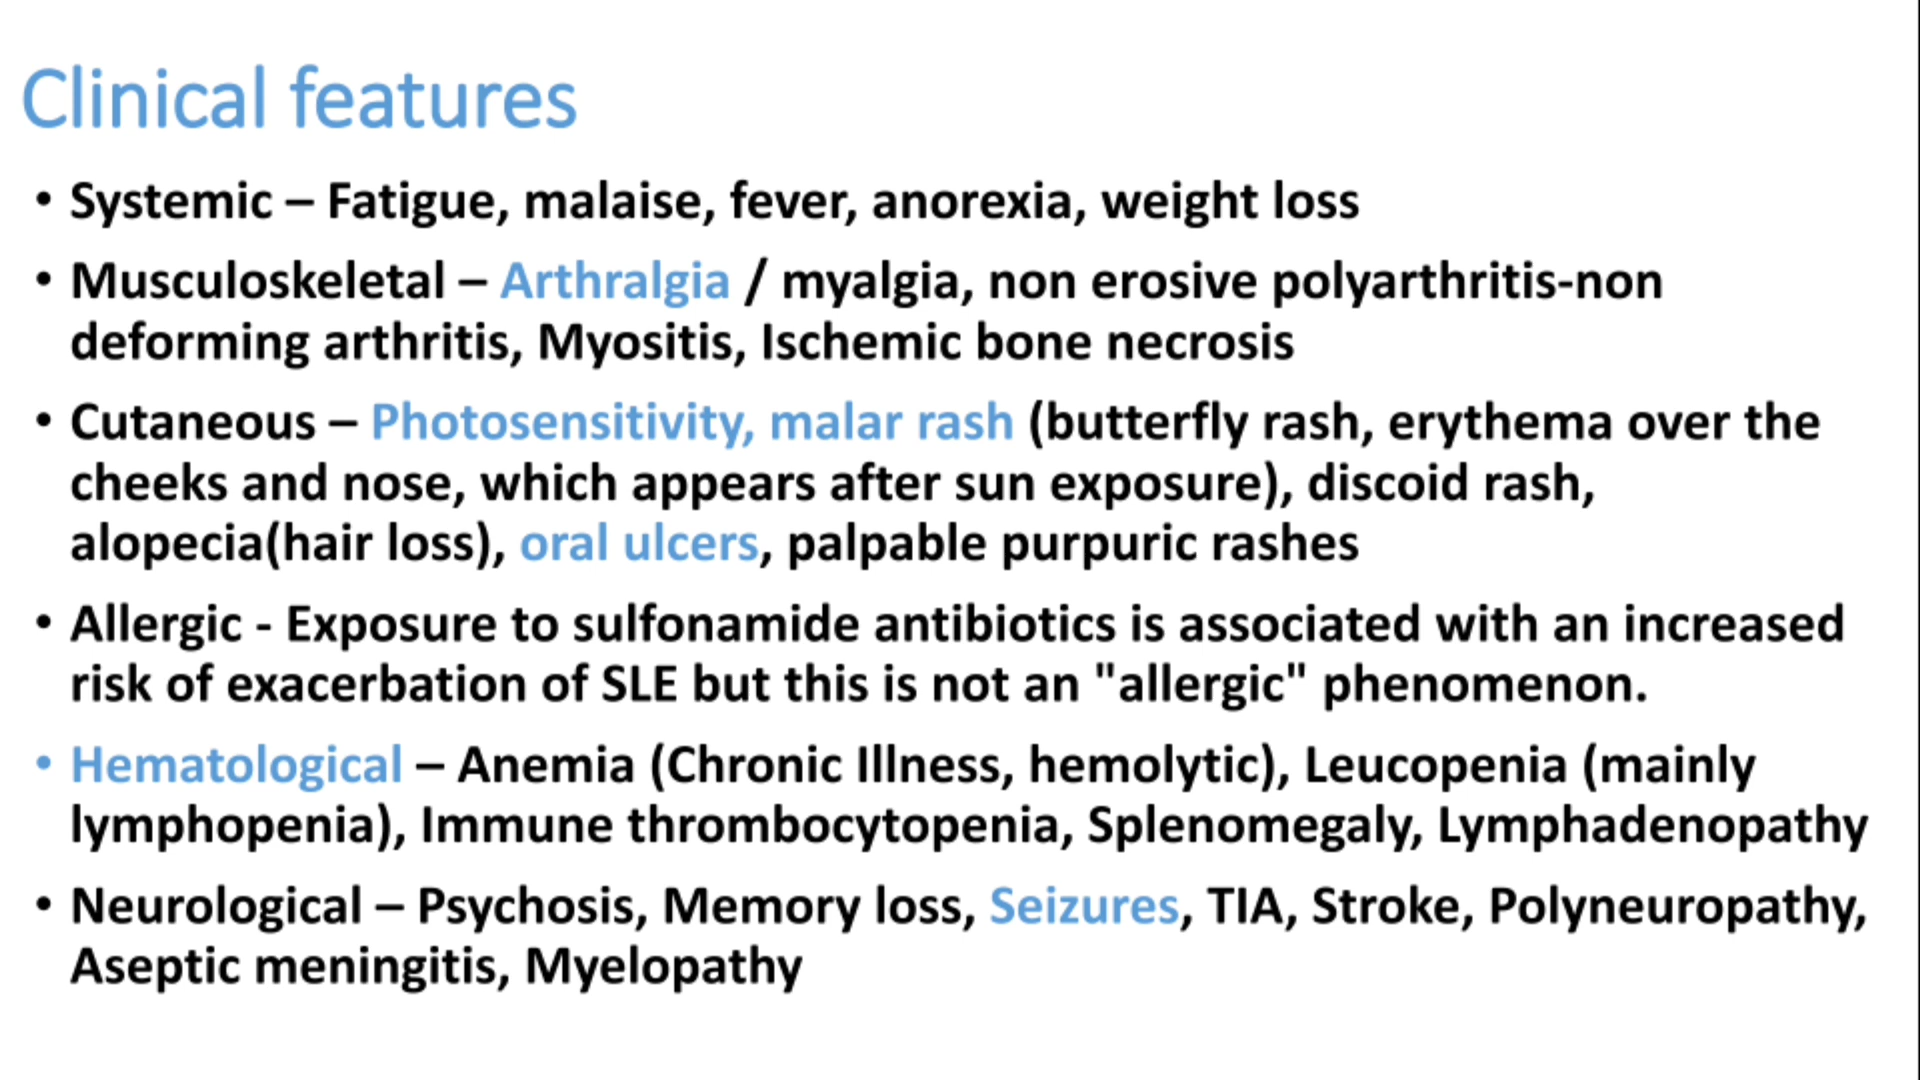 Clinical features
• Systemic – Fatigue, malaise, fever, anorexia, weight loss
• Musculoskeletal – Arthralgia / myalgia, non erosive polyarthritis-non
deforming arthritis, Myositis, Ischemic bone necrosis
• Cutaneous – Photosensitivity, malar rash (butterfly rash, erythema over the
cheeks and nose, which appears after sun exposure), discoid rash,
alopecia(hair loss), oral ulcers, palpable purpuric rashes
• Allergic - Exposure to sulfonamide antibiotics is associated with an increased
risk of exacerbation of SLE but this is not an "allergic" phenomenon.
• Hematological – Anemia (Chronic Illness, hemolytic), Leucopenia (mainly
lymphopenia), Immune thrombocytopenia, Splenomegaly, Lymphadenopathy
• Neurological – Psychosis, Memory loss, Seizures, TIA, Stroke, Polyneuropathy,
Aseptic meningitis, Myelopathy